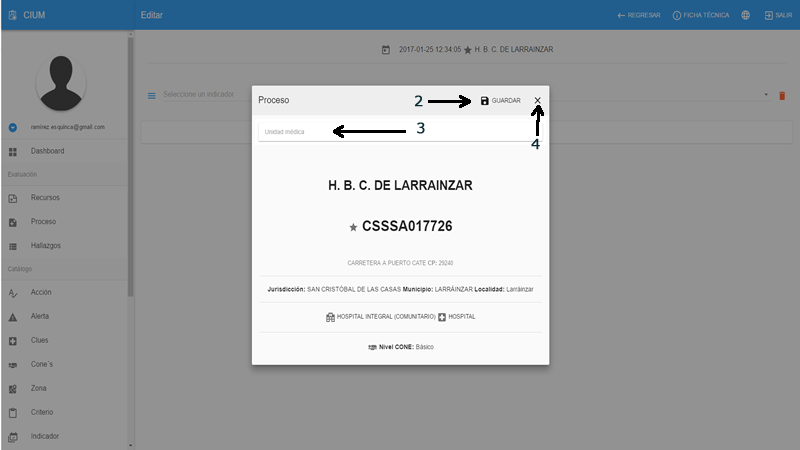 CIUM
Editar
REGRESAR
FICHA TÉCNICA
SALIR
2017-01-25 12:34:05 H. B. C. DE LARRAINZAR
ramirez.esquinca@gmail.com
Dashboard
Evaluación
Recursos
Proceso
Hallazgos
Catálogo
Acción
Alerta
Clues
Cone´s
Zona
Criterio
Indicador
Seleccione un indicador
Proceso
2
GUARDAR
Unidad médica
3
4
H. B. C. DE LARRAINZAR
CSSSA017726
CARRETERA A PUERTO CATE CP: 29240
Jurisdicción: SAN CRISTÓBAL DE LAS CASAS Municipio: LARRÁINZAR Localidad: Larráinzar
HOSPITAL INTEGRAL (COMUNITARIO) HOSPITAL
Nivel CONE: Básico